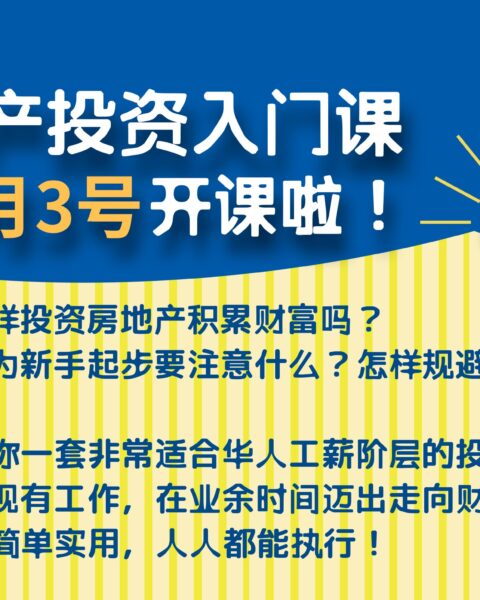 产投资入门课
月3号开课啦！
样投资房地产积累财富吗？
为新手起步要注意什么？怎样规避
你一套非常适合华人工薪阶层的投
现有工作，在业余时间迈出走向财
简单实用，人人都能执行！